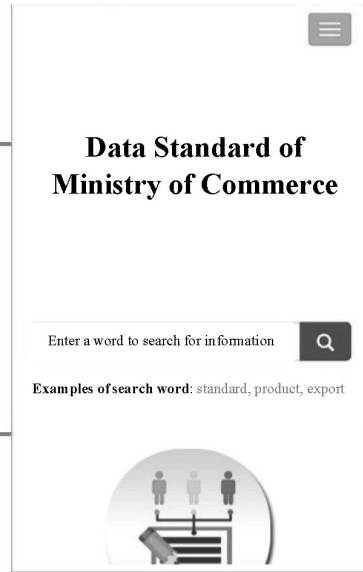 Data Standard of
Ministry of Commerce
Enter a word to search for information
Examples of search word: standard, product, export